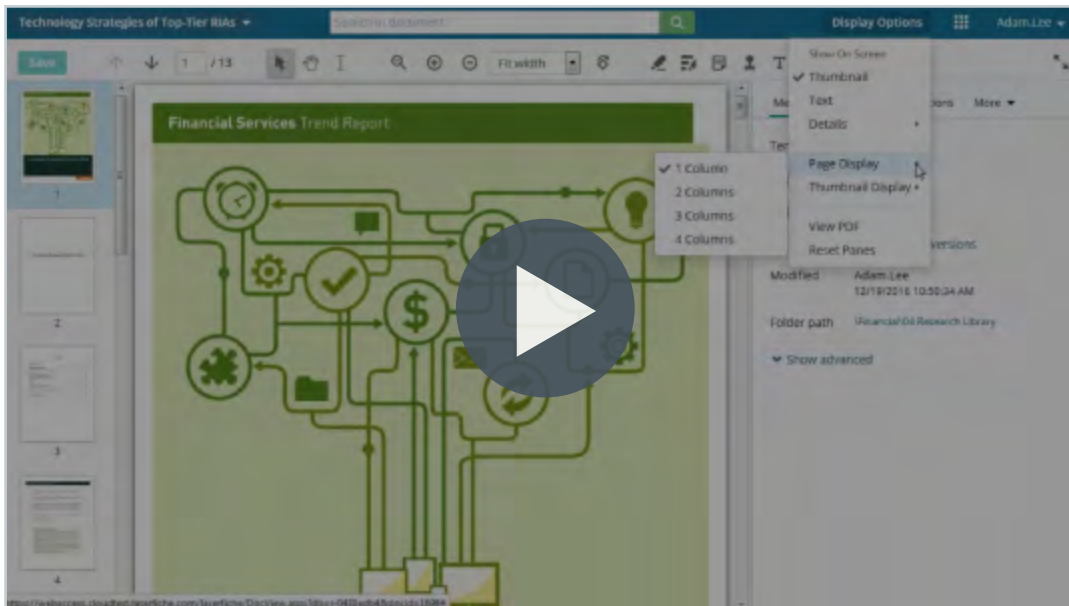 Technology Strategies of Top-Tier RIAs
Search in document
Display Options
Adam.Lee
Save
1 /13
Fit width
T
Show On Screen
Thumbnail
Text
Details
Page Display
Thumbnail Display
View PDF
Reset Panes
1 Column
2 Columns
3 Columns
4 Columns
More
versions
Modified Adam.Lee
12/19/2016 10:50:34 AM
Folder path
Show advanced
Financial Services Trend Report
$
1
2
3
4